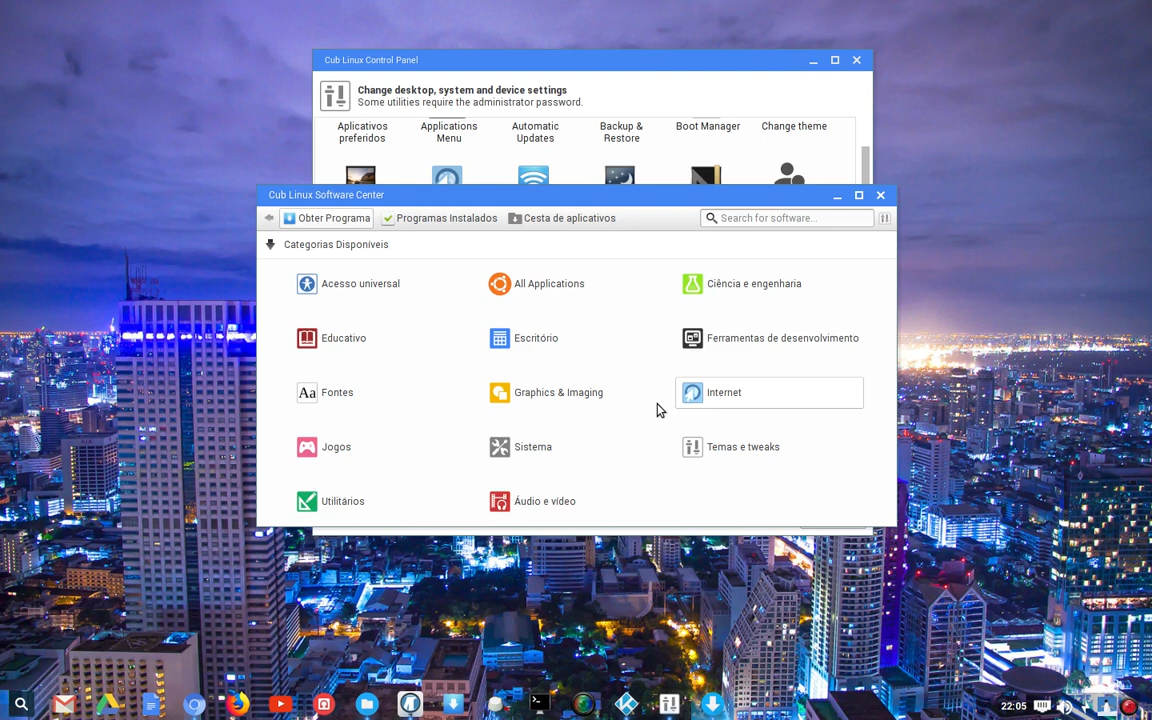 Cub Linux Control Panel
Change desktop, system and device settings
Some utilities require the administrator password.
Aplicativos preferidos
Applications Menu
Automatic Updates
Backup & Restore
Boot Manager
Change theme
Cub Linux Software Center
Obter Programa
Programas Instalados
Cesta de aplicativos
Search for software...
Categorias Disponíveis
Acesso universal
All Applications
Ciência e engenharia
Educativo
Escritório
Ferramentas de desenvolvimento
Aa
Fontes
Graphics & Imaging
Internet
Jogos
Sistema
Temas e tweaks
Utilitários
Áudio e vídeo
22:05